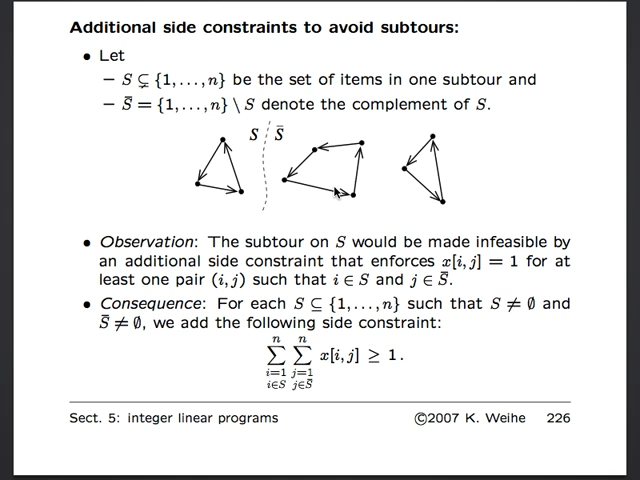 Additional side constraints to avoid subtours:
• Let
– S ⊊ {1,...,n} be the set of items in one subtour and
– S̄ = {1,...,n} \ S denote the complement of S.
S S̄
• Observation: The subtour on S would be made infeasible by
an additional side constraint that enforces x[i,j] = 1 for at
least one pair (i,j) such that i ∈ S and j ∈ S̄.
• Consequence: For each S ⊆ {1,...,n} such that S ≠ ∅ and
S̄ ≠ ∅, we add the following side constraint:
n n
∑ ∑ x[i,j] ≥ 1.
i=1 j=1
i∈S j∈S̄
Sect. 5: integer linear programs ©2007 K. Weihe 226